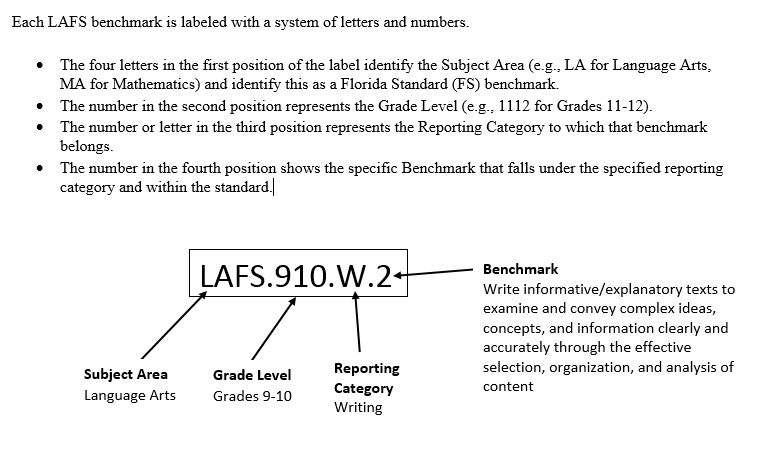 Each LAFS benchmark is labeled with a system of letters and numbers.
• The four letters in the first position of the label identify the Subject Area (e.g., LA for Language Arts,
MA for Mathematics) and identify this as a Florida Standard (FS) benchmark.
• The number in the second position represents the Grade Level (e.g., 1112 for Grades 11-12).
• The number or letter in the third position represents the Reporting Category to which that benchmark
belongs.
• The number in the fourth position shows the specific Benchmark that falls under the specified reporting
category and within the standard.
LAFS.910.W.2
Benchmark
Write informative/explanatory texts to
examine and convey complex ideas,
concepts, and information clearly and
accurately through the effective
selection, organization, and analysis of
content
Subject Area
Language Arts
Grade Level
Grades 9-10
Reporting
Category
Writing